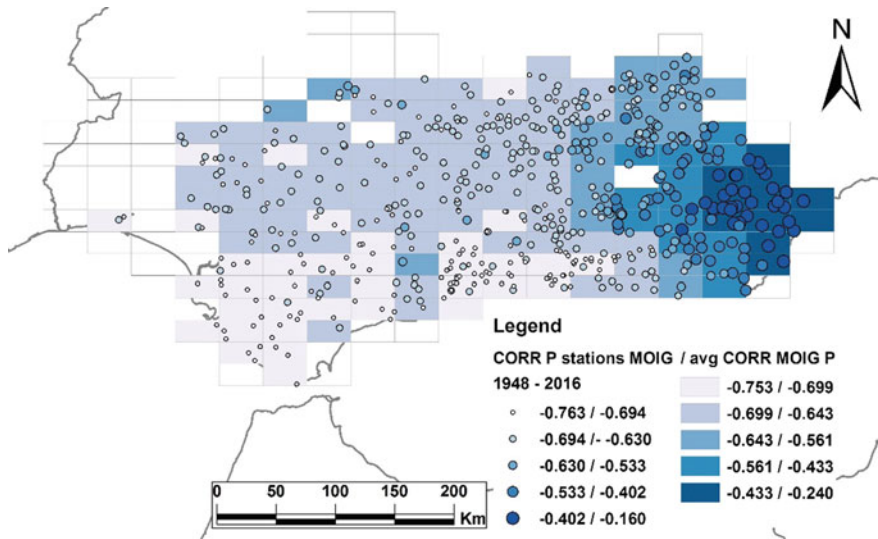 N
Legend
CORR P stations MOIG / avg CORR MOIG P
1948 - 2016
-0.763 / -0.694
-0.694 /- -0.630
-0.630 / -0.533
-0.533 / -0.402
-0.402 / -0.160
-0.753 / -0.699
-0.699 / -0.643
-0.643 / -0.561
-0.561 / -0.433
-0.433 / -0.240
0 50 100 150 200
Km